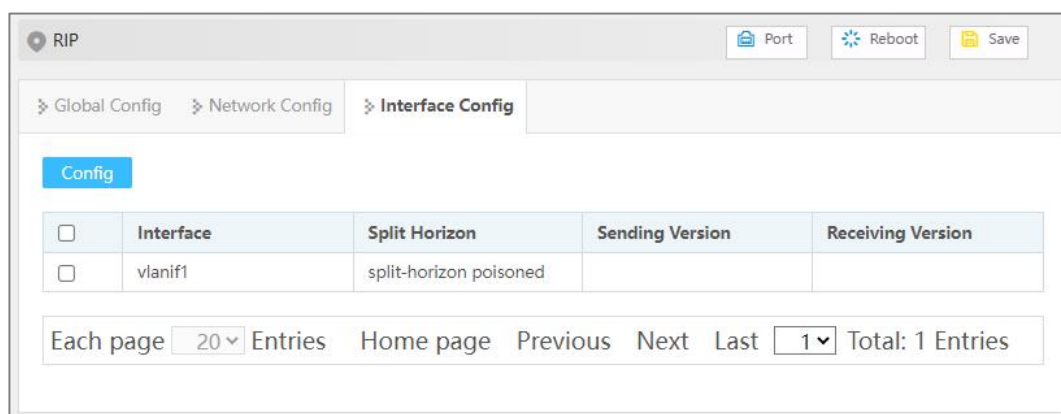 RIP Port Reboot Save
Global Config Network Config Interface Config
Config
Interface Split Horizon Sending Version Receiving Version
vlanif1 split-horizon poisoned
Each page 20 Entries Home page Previous Next Last 1 Total: 1 Entries